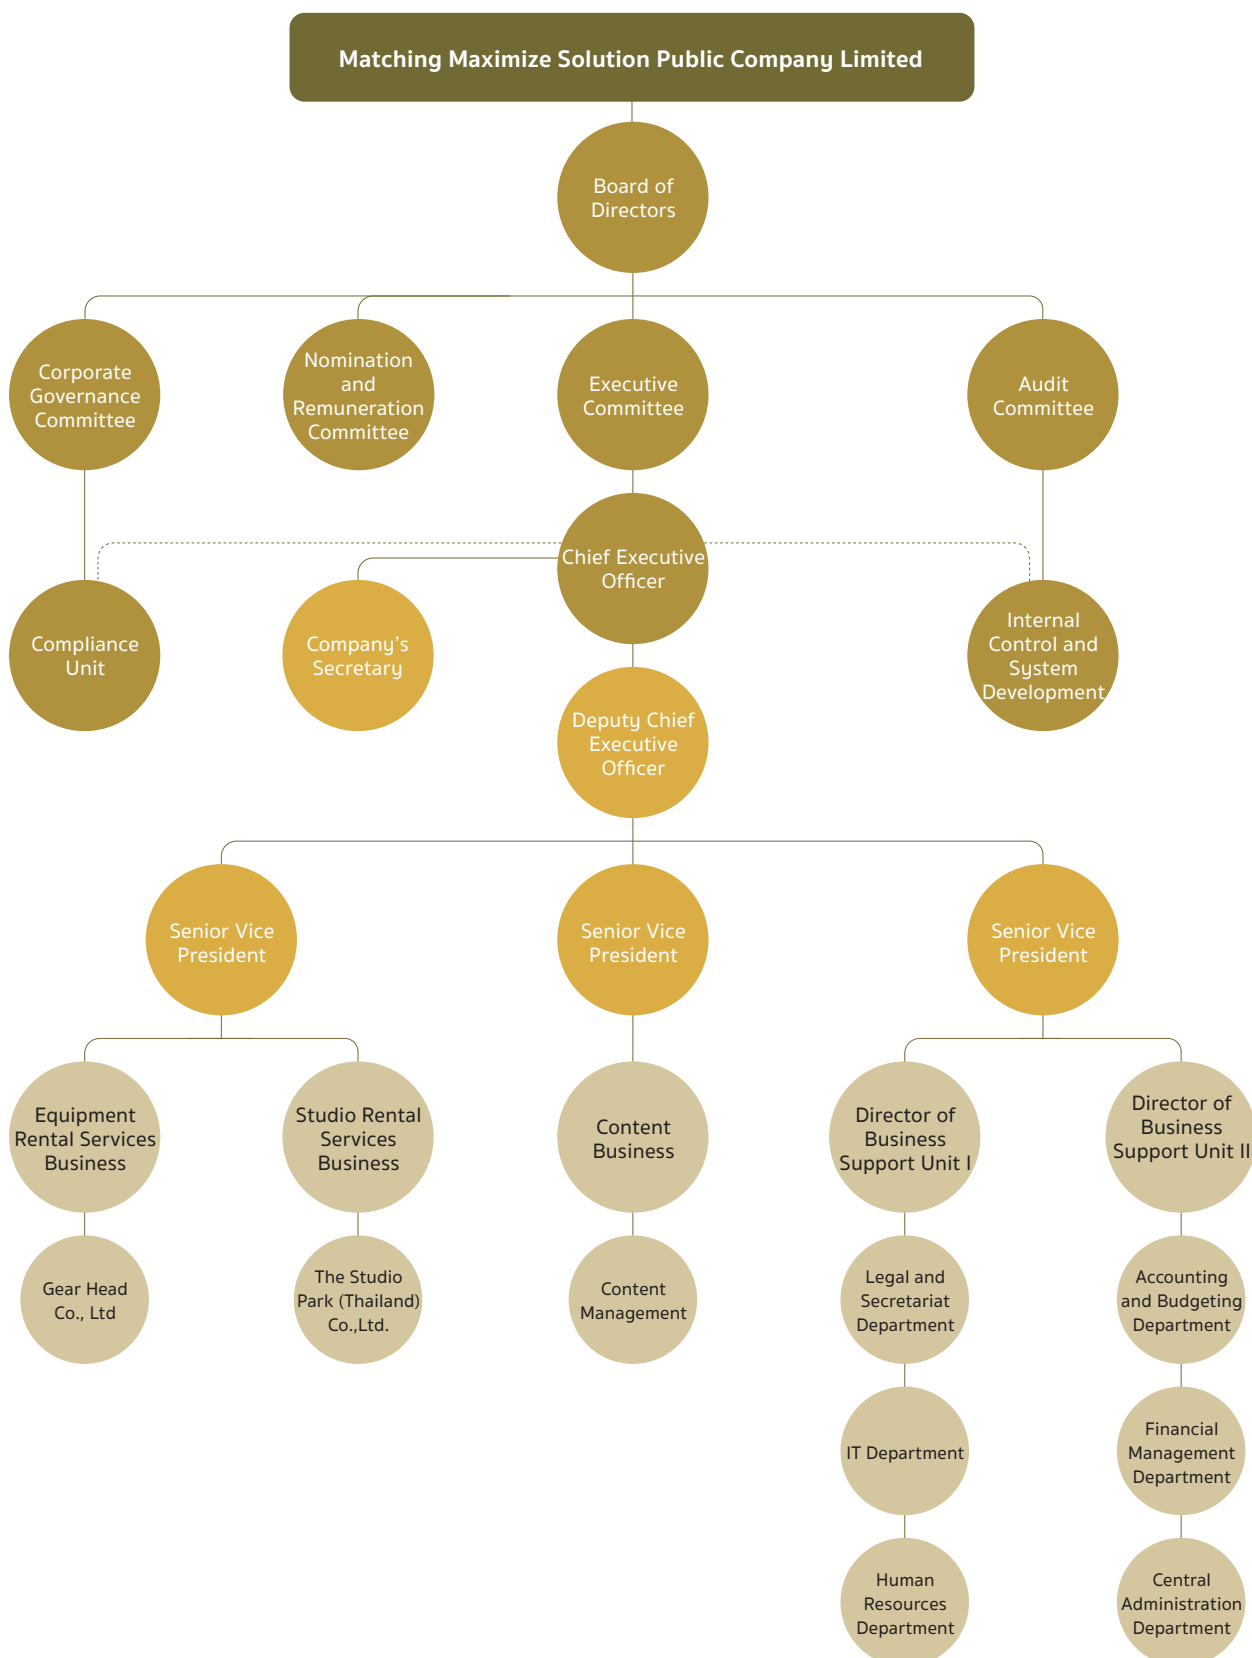 Matching Maximize Solution Public Company Limited
Board of
Directors
Corporate
Governance
Committee
Nomination
and
Remuneration
Committee
Executive
Committee
Audit
Committee
Chief Executive
Officer
Compliance
Unit
Company's
Secretary
Internal
Control and
System
Development
Deputy Chief
Executive
Officer
Senior Vice
President
Senior Vice
President
Senior Vice
President
Equipment
Rental Services
Business
Studio Rental
Services
Business
Content
Business
Director of
Business
Support Unit I
Director of
Business
Support Unit II
Gear Head
Co., Ltd
The Studio
Park (Thailand)
Co.,Ltd.
Content
Management
Legal and
Secretariat
Department
Accounting
and Budgeting
Department
IT Department
Financial
Management
Department
Human
Resources
Department
Central
Administration
Department